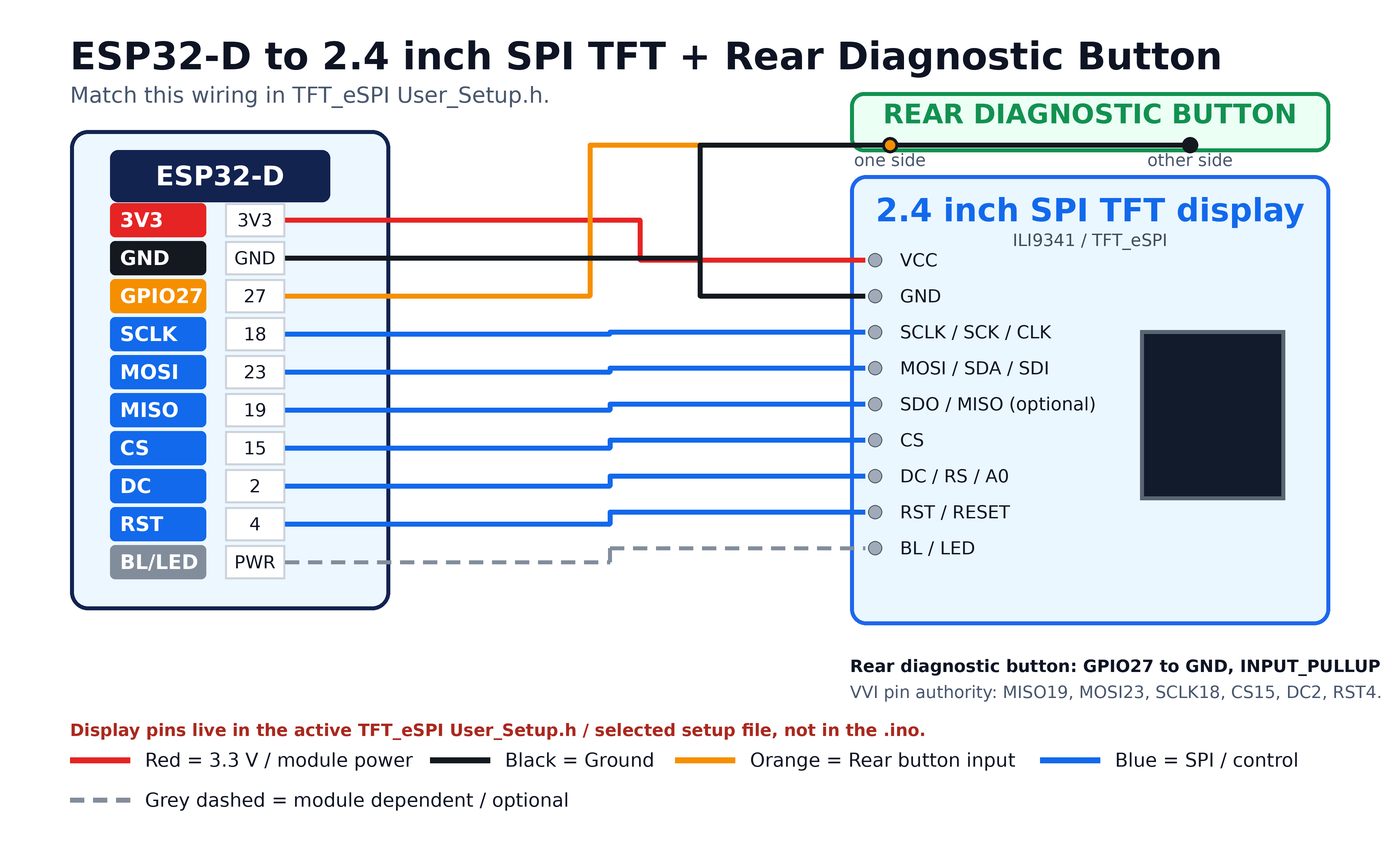 ESP32-D to 2.4 inch SPI TFT + Rear Diagnostic Button
Match this wiring in TFT_eSPI User_Setup.h.
REAR DIAGNOSTIC BUTTON
one side
other side
ESP32-D
3V3 3V3
GND GND
GPIO27 27
SCLK 18
MOSI 23
MISO 19
CS 15
DC 2
RST 4
BL/LED PWR
2.4 inch SPI TFT display
ILI9341 / TFT_eSPI
VCC
GND
SCLK / SCK / CLK
MOSI / SDA / SDI
SDO / MISO (optional)
CS
DC / RS / A0
RST / RESET
BL / LED
Rear diagnostic button: GPIO27 to GND, INPUT_PULLUP
VVI pin authority: MISO19, MOSI23, SCLK18, CS15, DC2, RST4.
Display pins live in the active TFT_eSPI User_Setup.h / selected setup file, not in the .ino.
Red = 3.3 V / module power
Black = Ground
Orange = Rear button input
Blue = SPI / control
Grey dashed = module dependent / optional